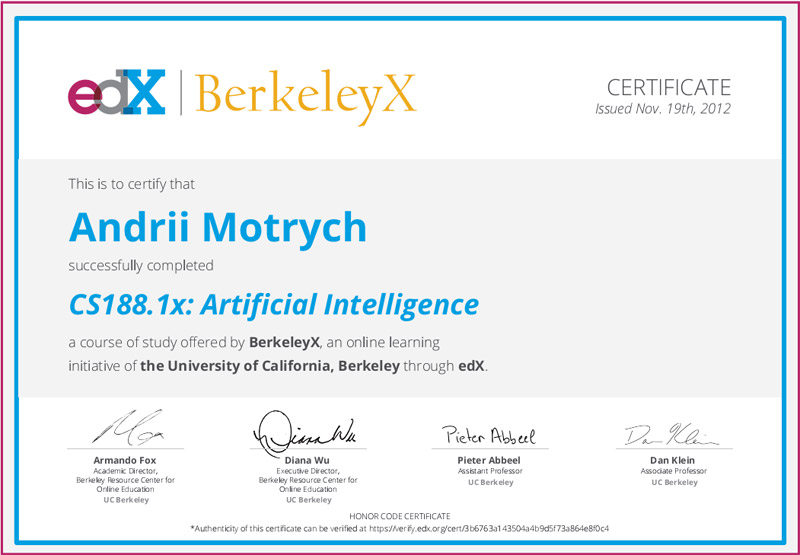 edX | BerkeleyX
CERTIFICATE
Issued Nov. 19th, 2012
This is to certify that
Andrii Motrych
successfully completed
CS188.1x: Artificial Intelligence
a course of study offered by BerkeleyX, an online learning
initiative of the University of California, Berkeley through edX.
Diana Wu
Pieter Abbeel
Dan Klein
Armando Fox
Academic Director,
Berkeley Resource Center for
Online Education
UC Berkeley
Diana Wu
Executive Director,
Berkeley Resource Center for
Online Education
UC Berkeley
Pieter Abbeel
Assistant Professor
UC Berkeley
Dan Klein
Associate Professor
UC Berkeley
HONOR CODE CERTIFICATE
*Authenticity of this certificate can be verified at https://verify.edx.org/cert/3b6763a143504a4b9d5f73a864e8f0c4